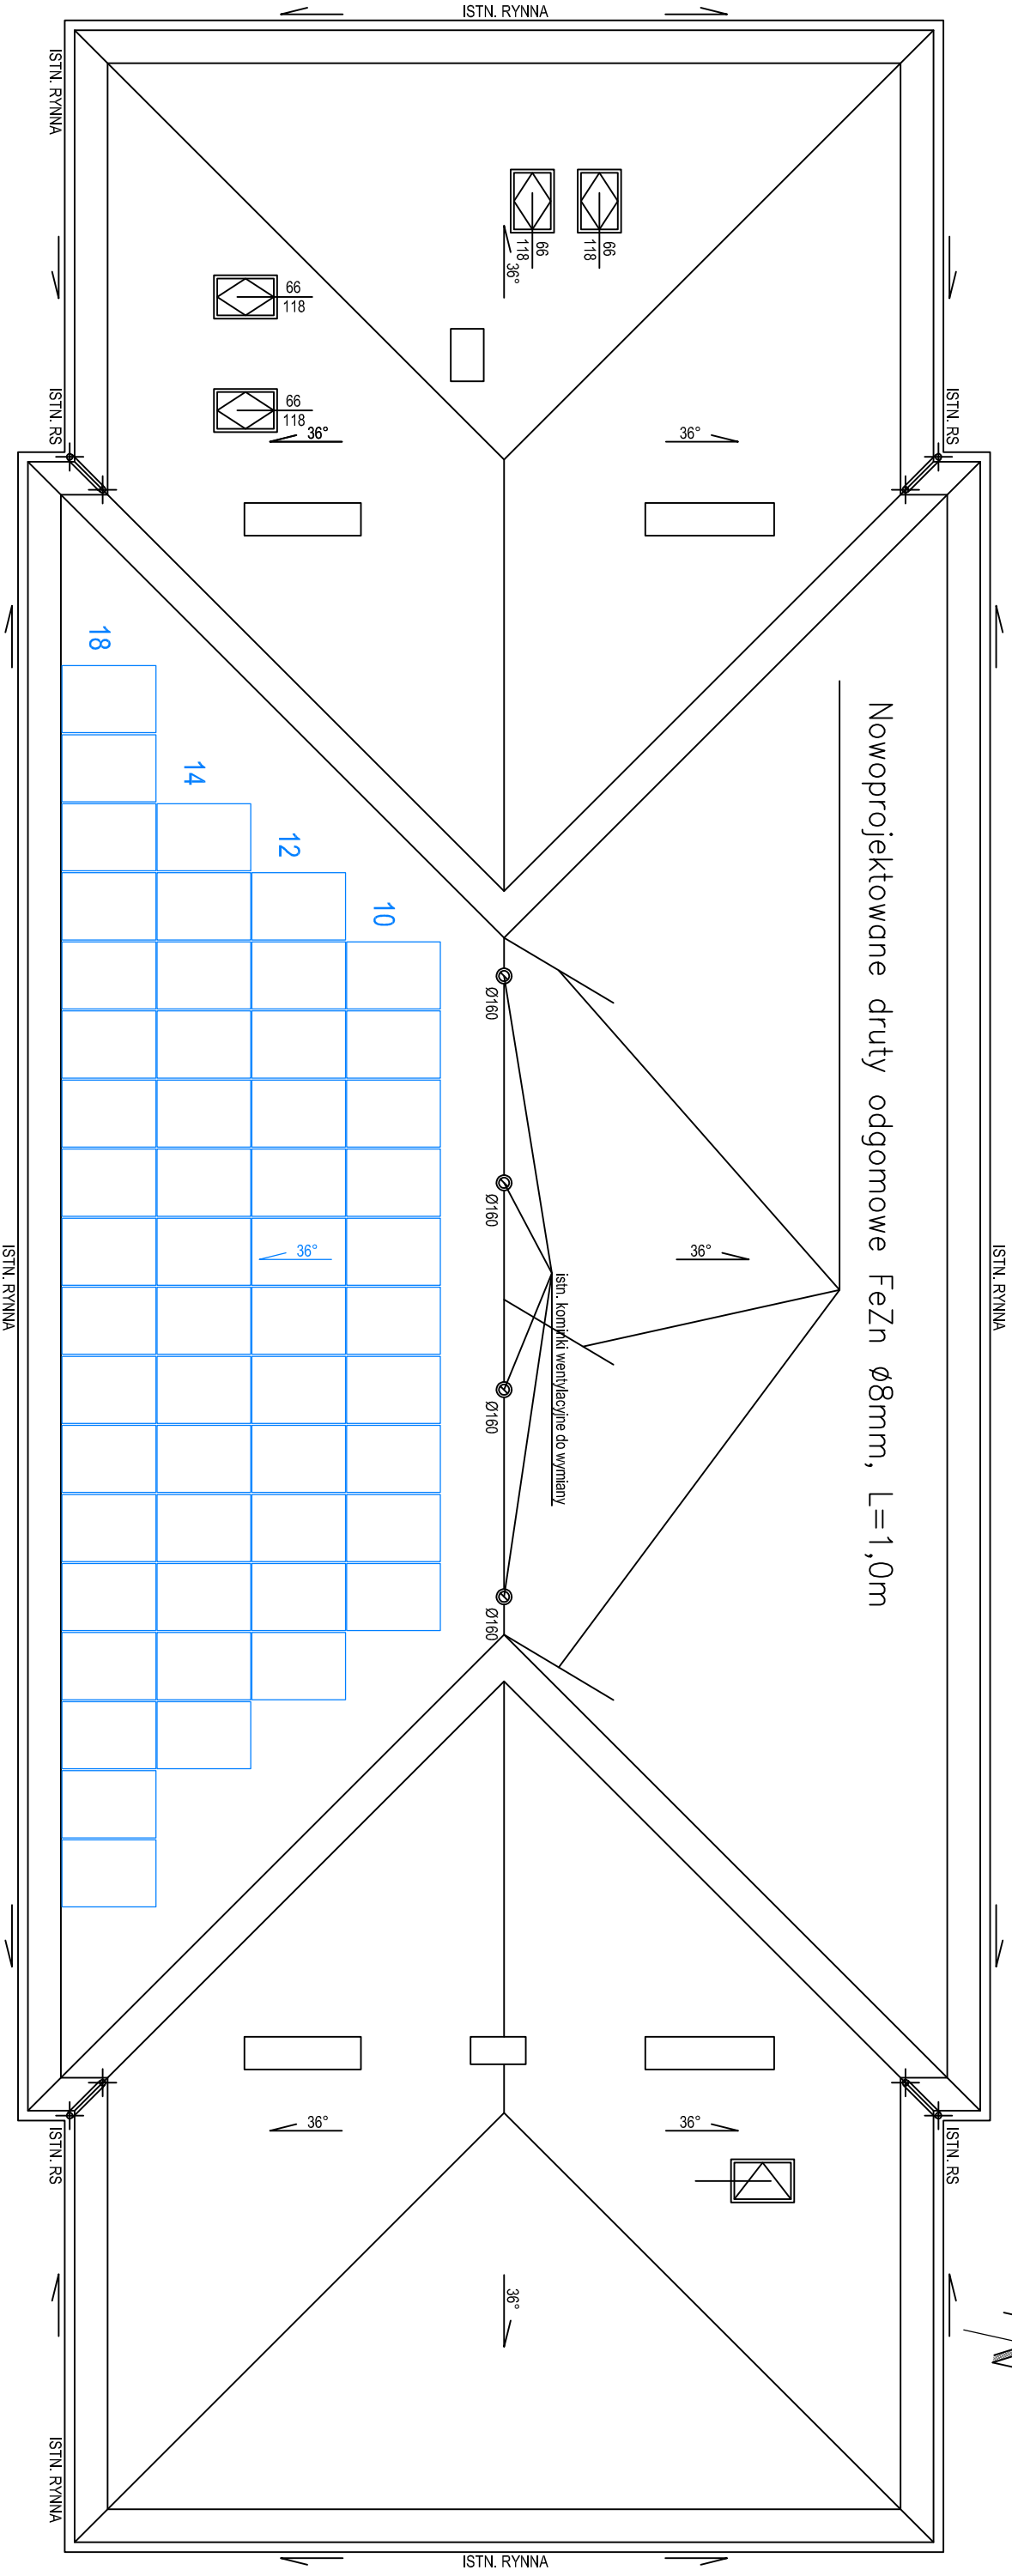 ISTN. RYNNA
ISTN. RYNNA
66
118
66
118
36°
66
118
66
118
36°
36°
ISTN. RS
ISTN. RS
18
14
12
10
Nowoprojektowane druty odgomowe FeZn Ø8mm, L=1,0m
Ø160
Ø160
Ø160
Ø160
istn. kominki wentylacyjne do wymiany
36°
36°
ISTN. RYNNA
ISTN. RYNNA
36°
36°
ISTN. RS
ISTN. RS
36°
N
ISTN. RYNNA
ISTN. RYNNA